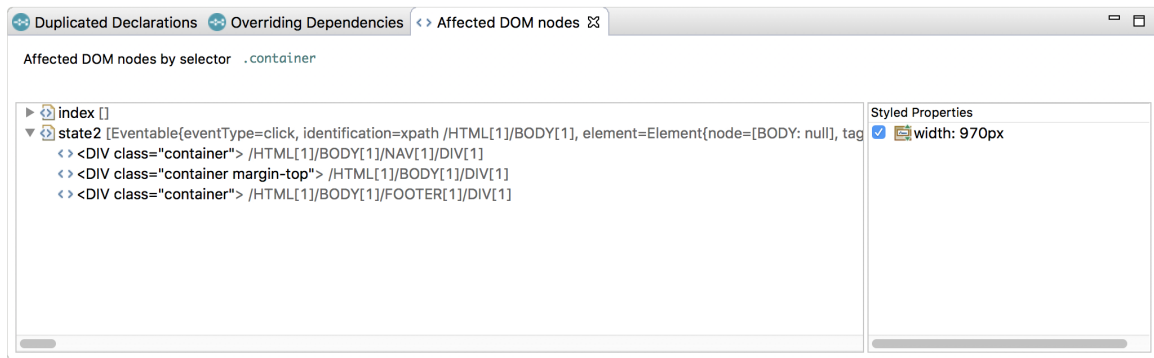 Duplicated Declarations Overriding Dependencies Affected DOM nodes
Affected DOM nodes by selector .container
index []
state2 [Eventable{eventType=click, identification=xpath /HTML[1]/BODY[1], element=Element{node=[BODY: null], tag
<DIV class="container"> /HTML[1]/BODY[1]/NAV[1]/DIV[1]
<DIV class="container margin-top"> /HTML[1]/BODY[1]/DIV[1]
<DIV class="container"> /HTML[1]/BODY[1]/FOOTER[1]/DIV[1]
Styled Properties
width: 970px